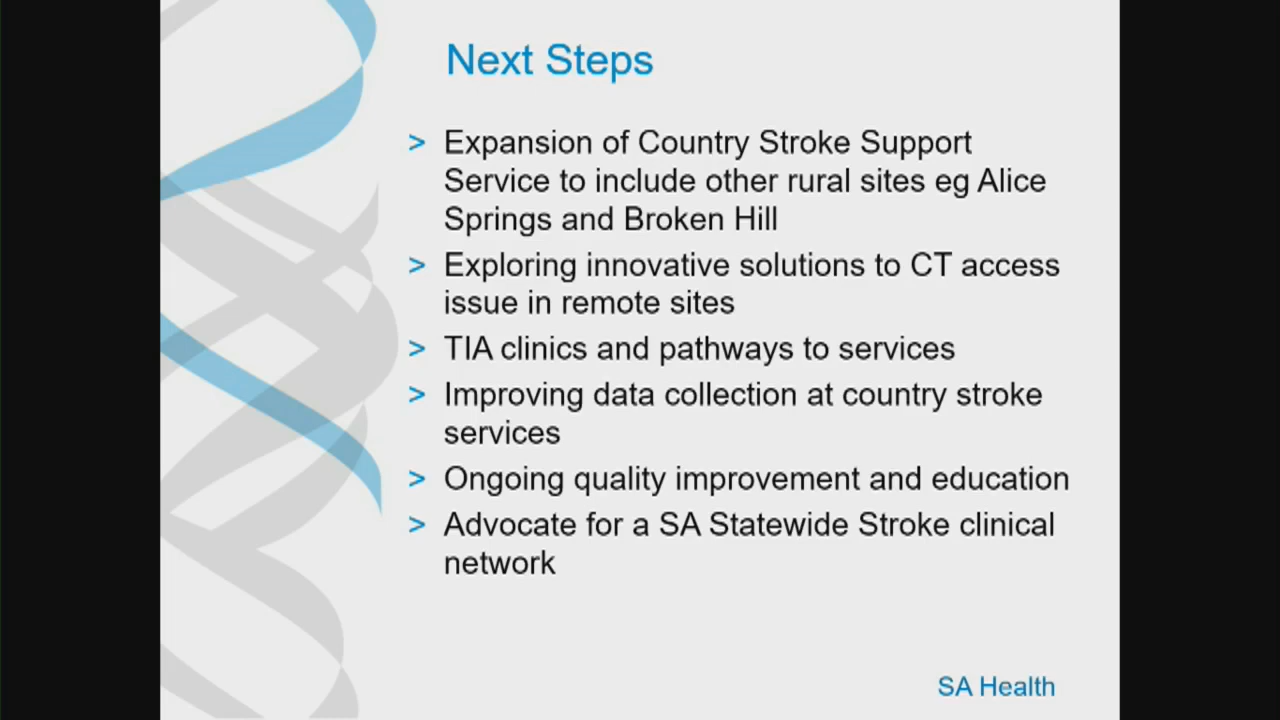 Next Steps
> Expansion of Country Stroke Support
Service to include other rural sites eg Alice
Springs and Broken Hill
> Exploring innovative solutions to CT access
issue in remote sites
> TIA clinics and pathways to services
> Improving data collection at country stroke
services
> Ongoing quality improvement and education
> Advocate for a SA Statewide Stroke clinical
network
SA Health